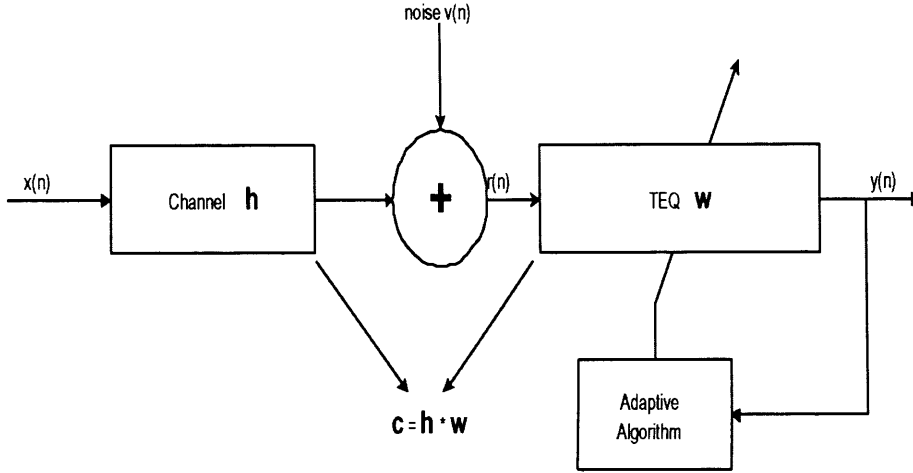 noise v(n)
x(n)
Channel h
+
r(n)
TEQ w
y(n)
c = h * w
Adaptive
Algorithm